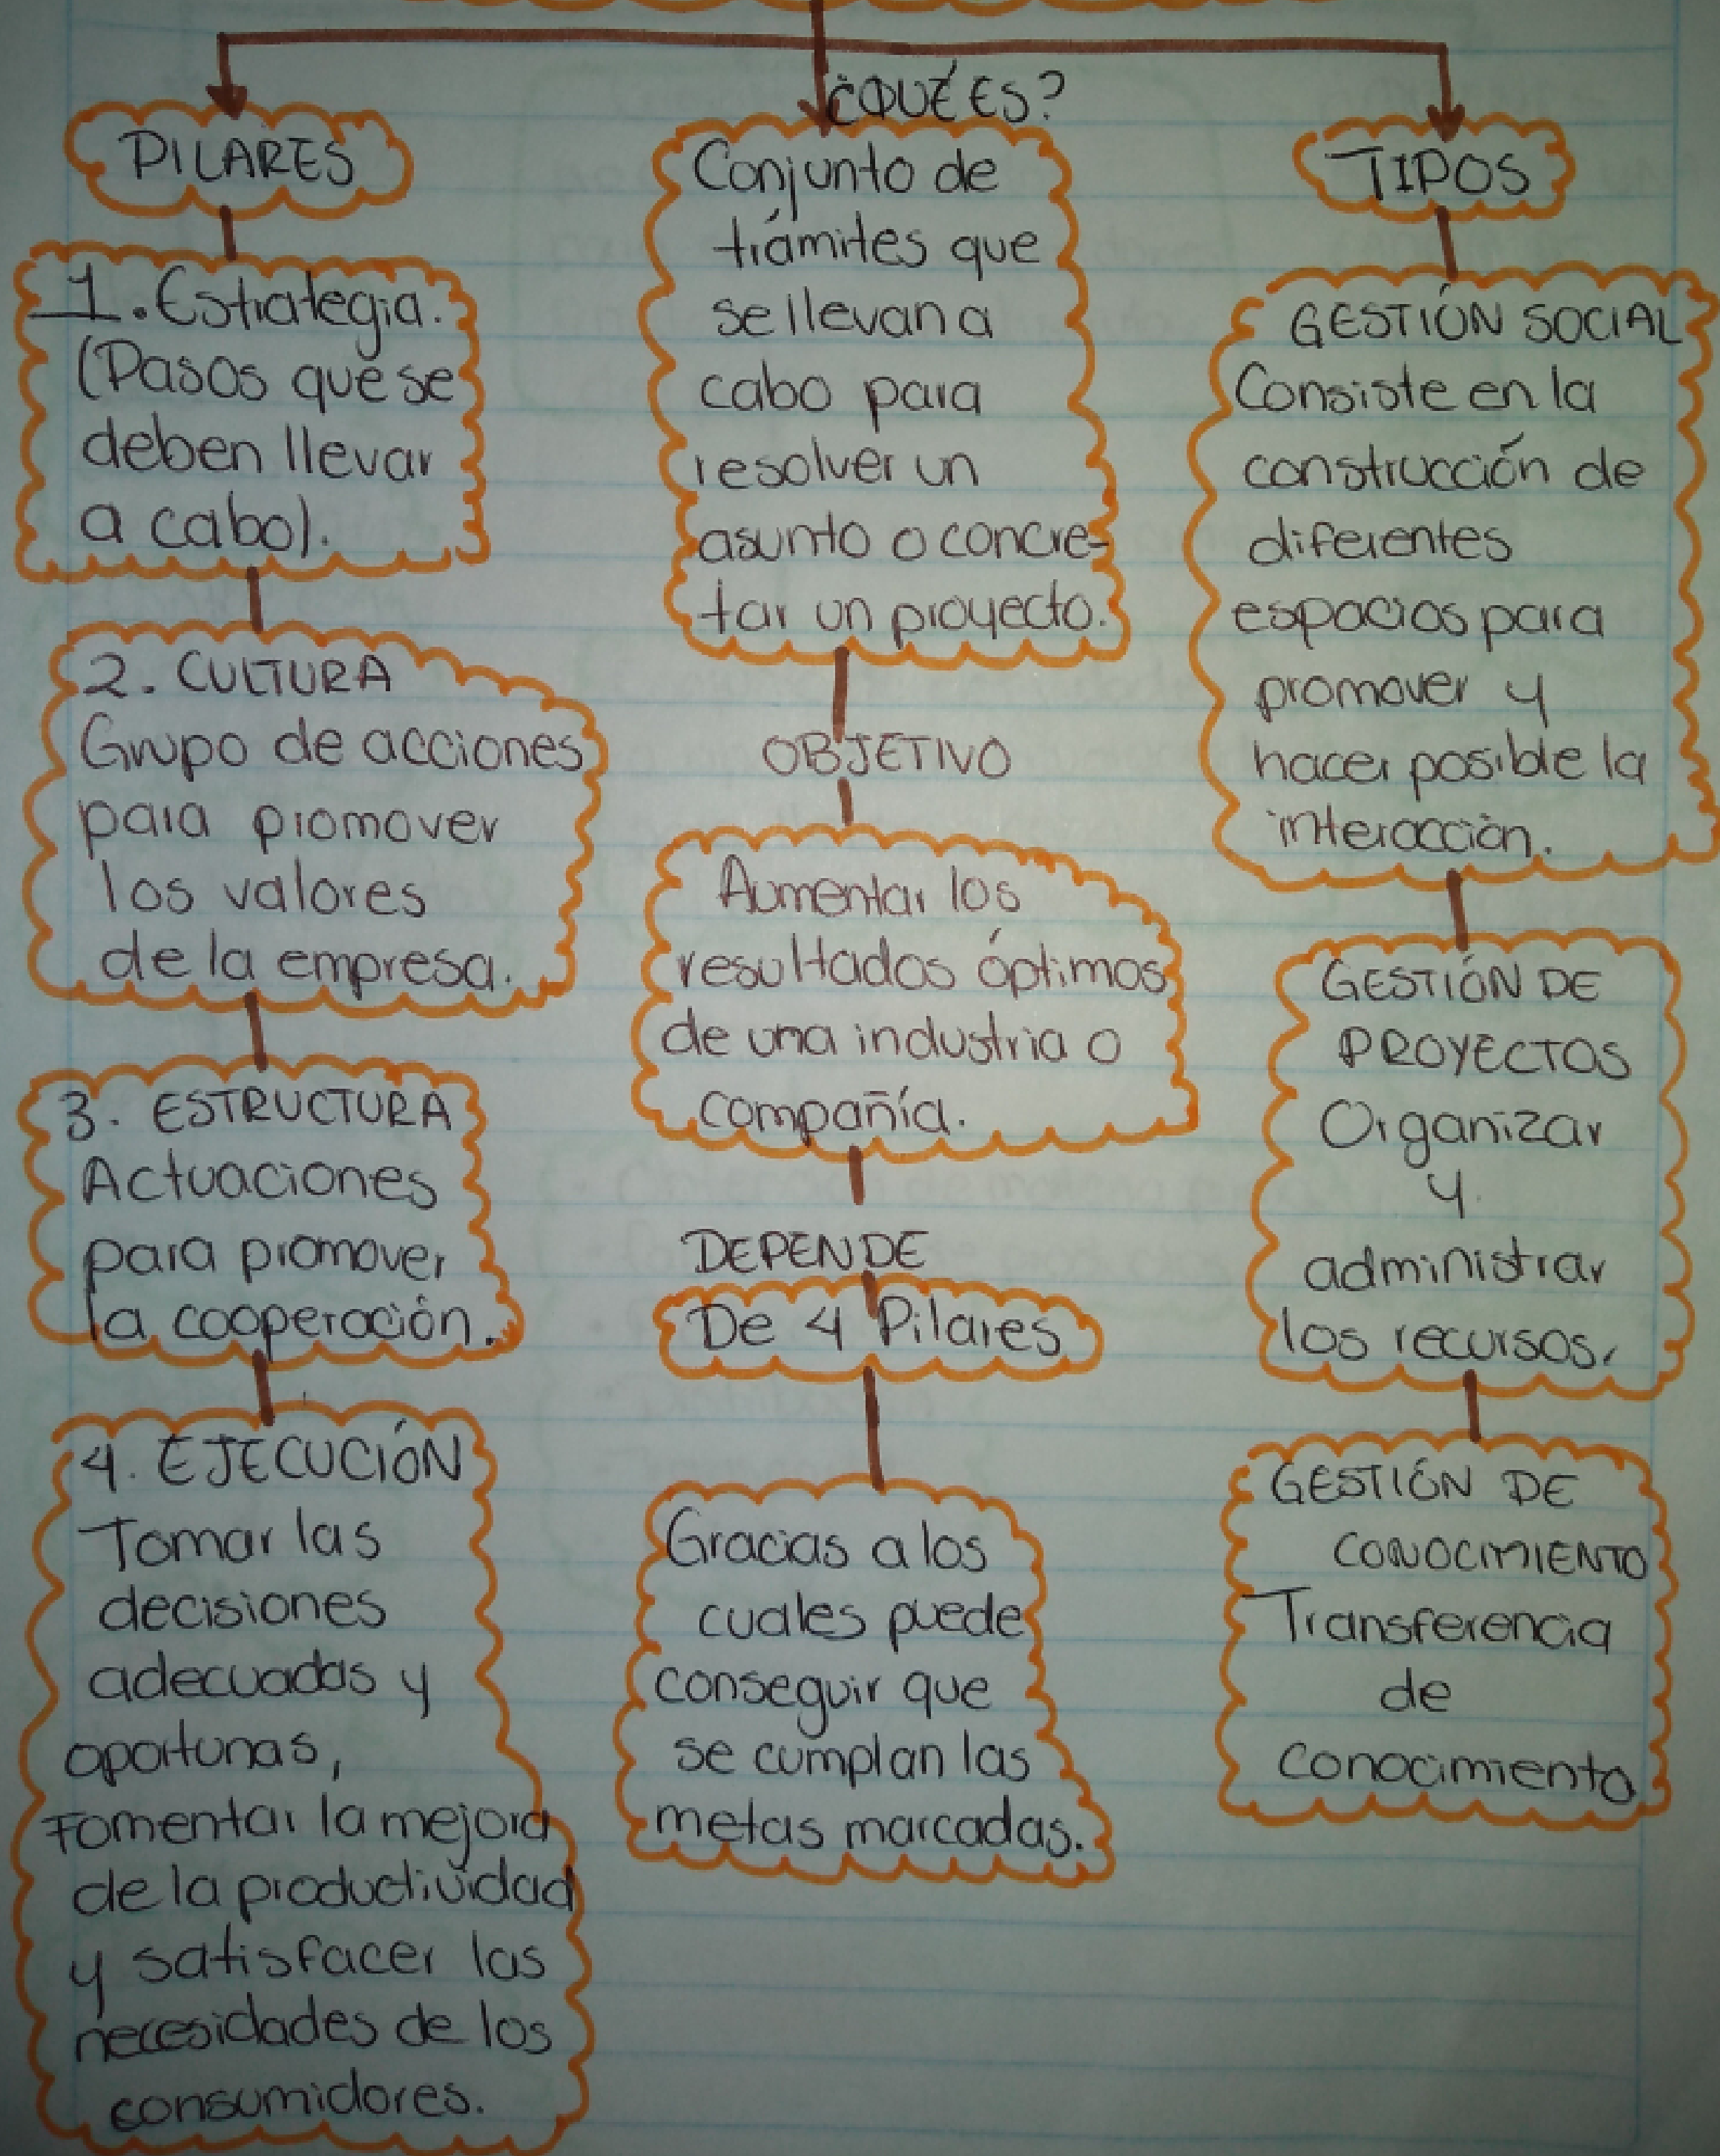 PILARES
1. Estrategia.
(Pasos que se
deben llevar
a cabo).
2. CULTURA
Grupo de acciones
para promover
los valores
de la empresa.
3. ESTRUCTURA
Actuaciones
para promover
la cooperación.
4. EJECUCIÓN
Tomar las
decisiones
adecuadas y
oportunas,
Fomentar la mejora
de la productividad
y satisfacer las
necesidades de los
consumidores.
¿QUÉ ES?
Conjunto de
trámites que
se llevan a
cabo para
resolver un
asunto o concre-
tar un proyecto.
OBJETIVO
Aumentar los
resultados óptimos
de una industria o
compañía.
DEPENDE
De 4 Pilares
Gracias a los
cuales puede
conseguir que
se cumplan las
metas marcadas.
TIPOS
GESTIÓN SOCIAL
Consiste en la
construcción de
diferentes
espacios para
promover y
hacer posible la
interacción.
GESTIÓN DE
PROYECTOS
Organizar
y
administrar
los recursos.
GESTIÓN DE
CONOCIMIENTO
Transferencia
de
conocimiento